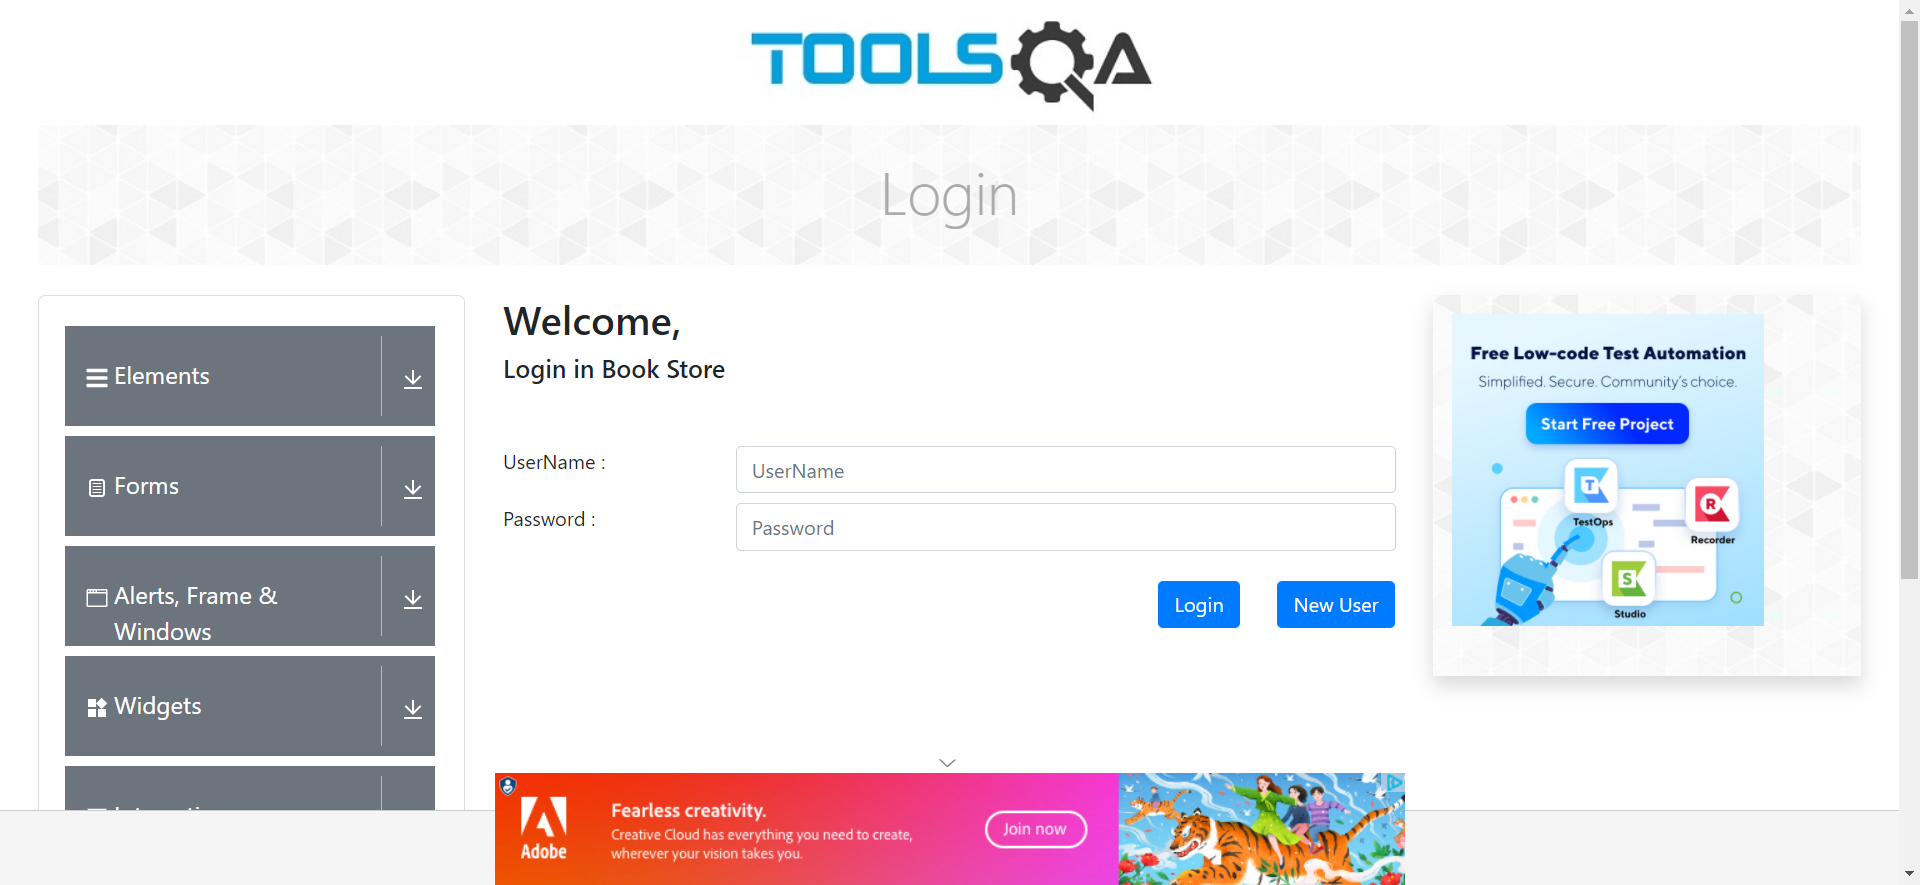 TOOLSQA
Login
Elements
Forms
Alerts, Frame &
Windows
Widgets
Welcome,
Login in Book Store
UserName :
UserName
Password :
Password
Login
New User
Free Low-code Test Automation
Simplified. Secure. Community's choice.
Start Free Project
TestOps
Recorder
Studio
Adobe
Fearless creativity.
Creative Cloud has everything you need to create,
wherever your vision takes you.
Join now